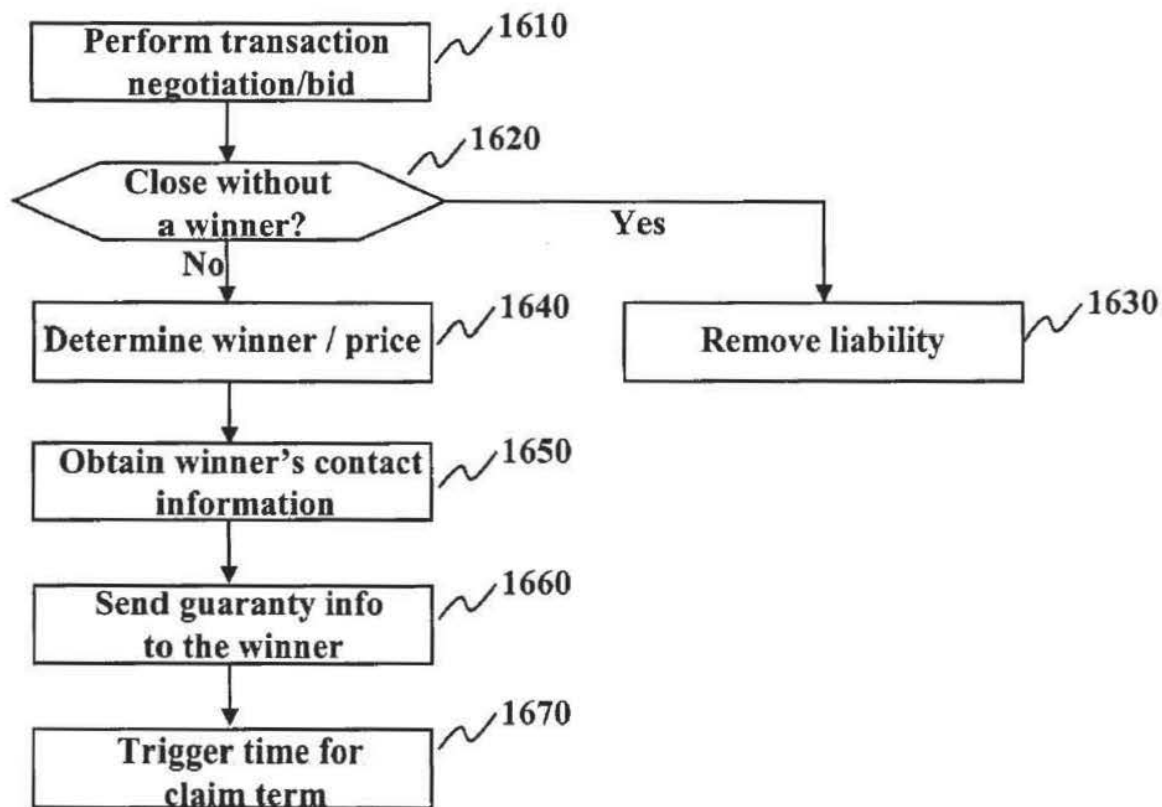 Perform transaction
negotiation/bid
1610
Close without
a winner?
1620
Yes
No
Determine winner / price
1640
Remove liability
1630
Obtain winner's contact
information
1650
Send guaranty info
to the winner
1660
Trigger time for
claim term
1670